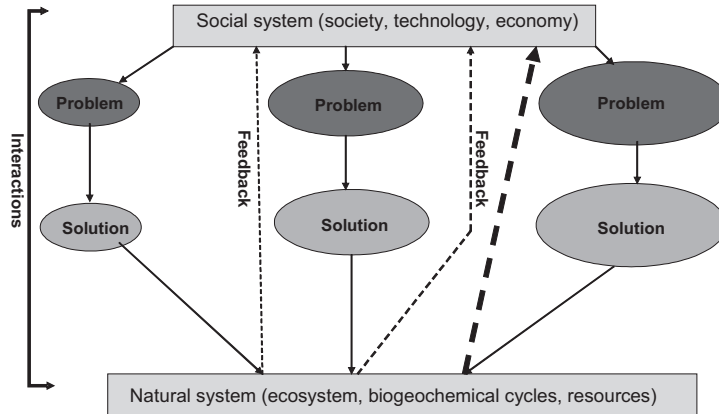 Social system (society, technology, economy)
Problem
Problem
Problem
Interactions
Feedback
Feedback
Solution
Solution
Solution
Natural system (ecosystem, biogeochemical cycles, resources)